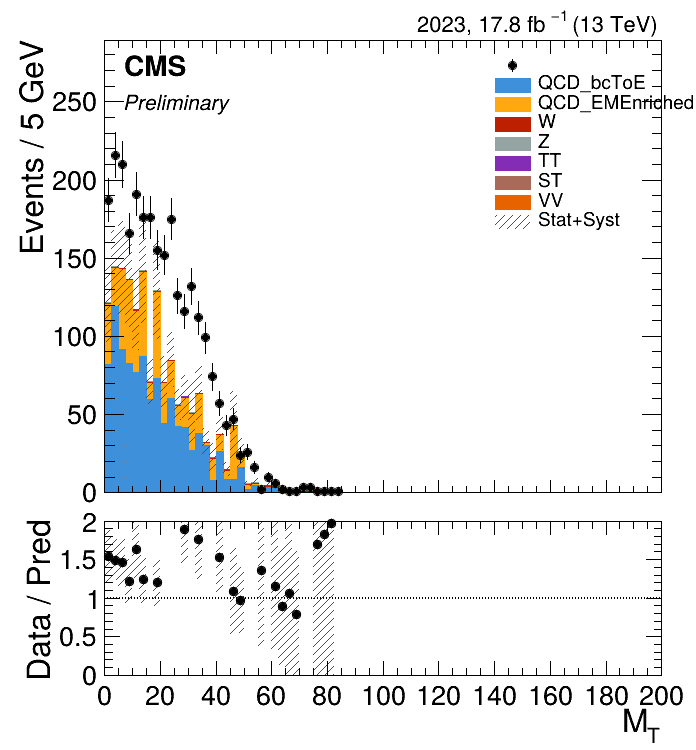 2023, 17.8 fb⁻¹ (13 TeV)
CMS
Preliminary
Events / 5 GeV
250
200
150
100
50
0
QCD_bcToE
QCD_EMEnriched
W
Z
TT
ST
VV
Stat+Syst
Data / Pred
2
1.5
1
0.5
0
0 20 40 60 80 100 120 140 160 180 200
M_T